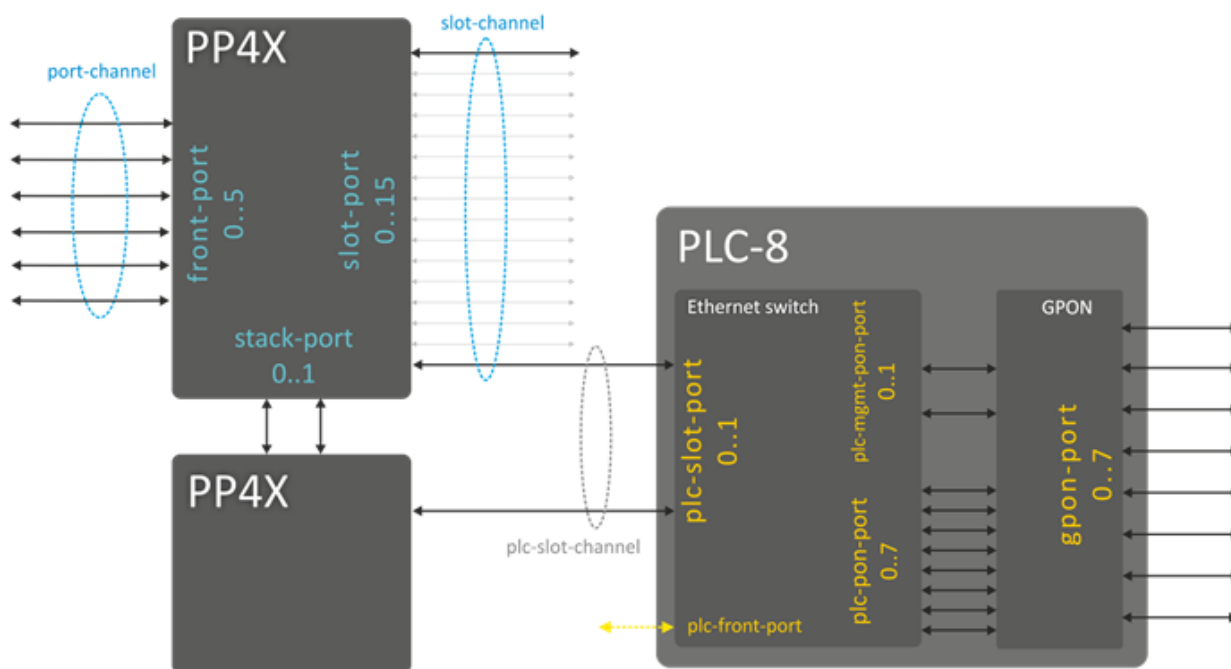 slot-channel
PP4X
port-channel
front-port
0..5
slot-port
0..15
stack-port
0..1
PLC-8
Ethernet switch
GPON
plc-mgmt-pon-port
0..1
plc-slot-port
0..1
gpon-port
0..7
PP4X
plc-slot-channel
plc-pon-port
0..7
plc-front-port